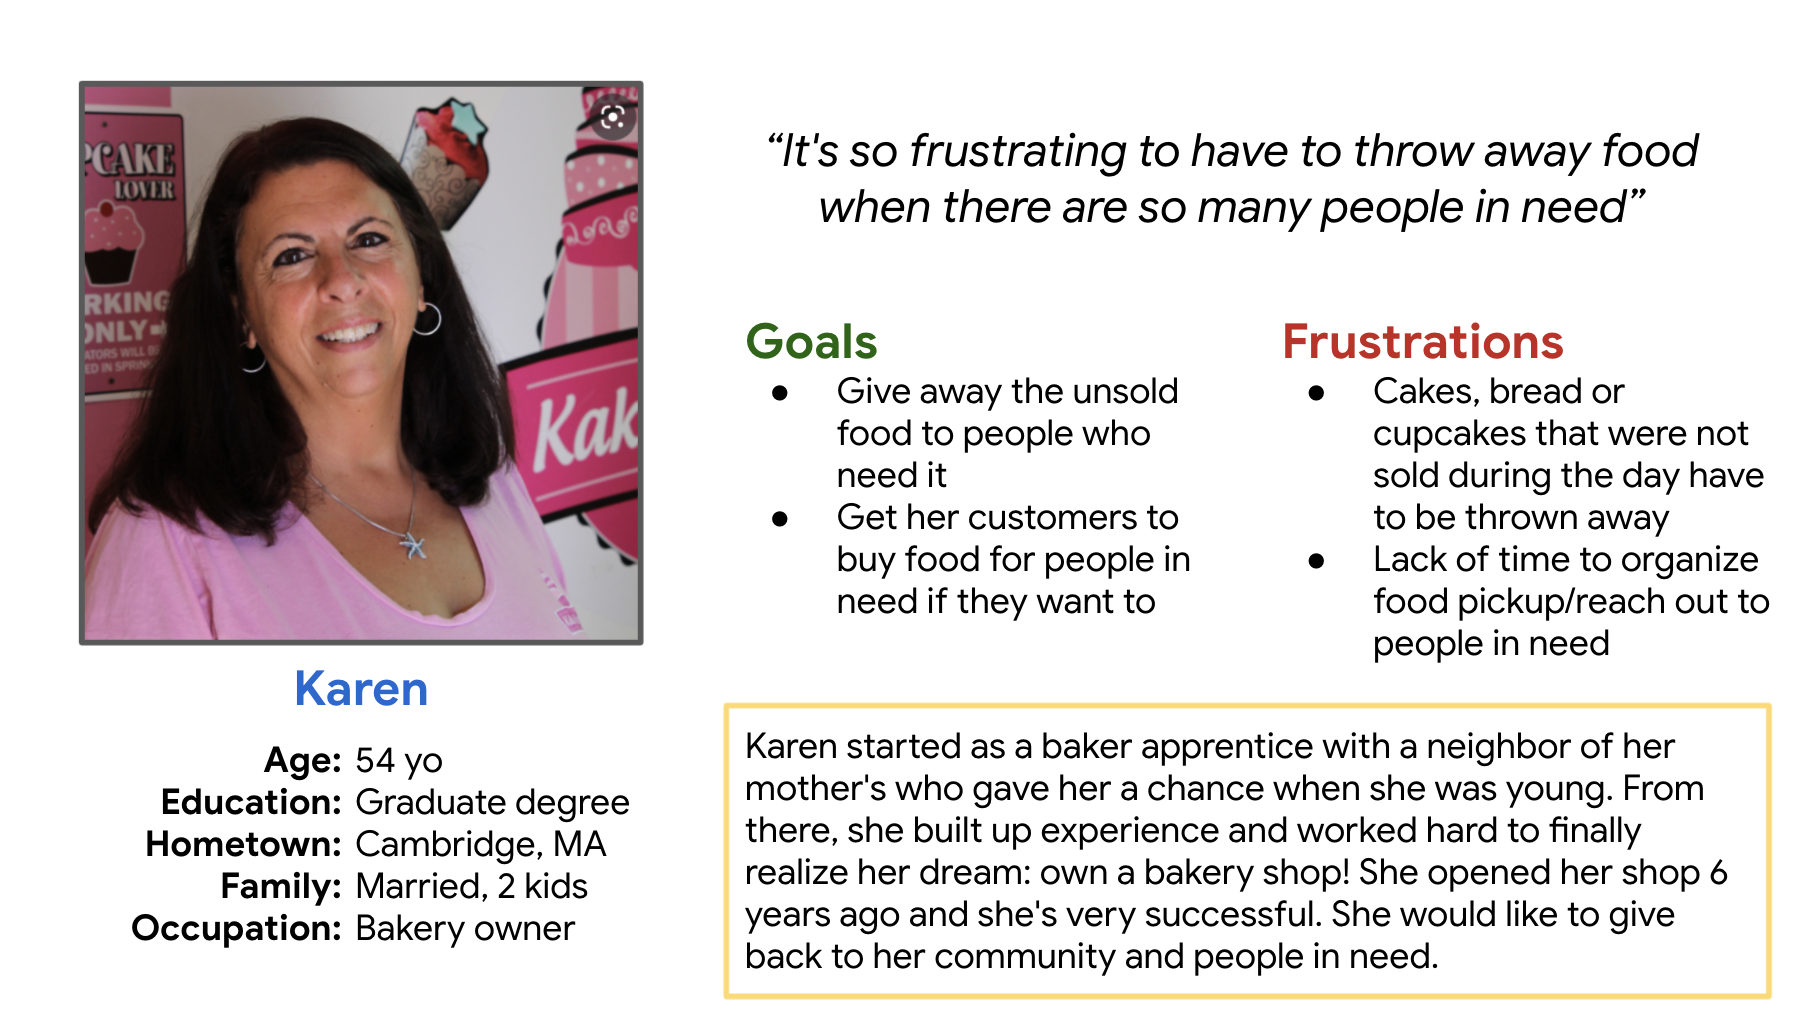 PCAKE
LOVER
RKING
ONLY
ATORS WILL B
ED IN SPRIN
Kak
Karen
Age: 54 yo
Education: Graduate degree
Hometown: Cambridge, MA
Family: Married, 2 kids
Occupation: Bakery owner
“It's so frustrating to have to throw away food
when there are so many people in need”
Goals
● Give away the unsold
food to people who
need it
● Get her customers to
buy food for people in
need if they want to
Frustrations
● Cakes, bread or
cupcakes that were not
sold during the day have
to be thrown away
● Lack of time to organize
food pickup/reach out to
people in need
Karen started as a baker apprentice with a neighbor of her
mother's who gave her a chance when she was young. From
there, she built up experience and worked hard to finally
realize her dream: own a bakery shop! She opened her shop 6
years ago and she's very successful. She would like to give
back to her community and people in need.